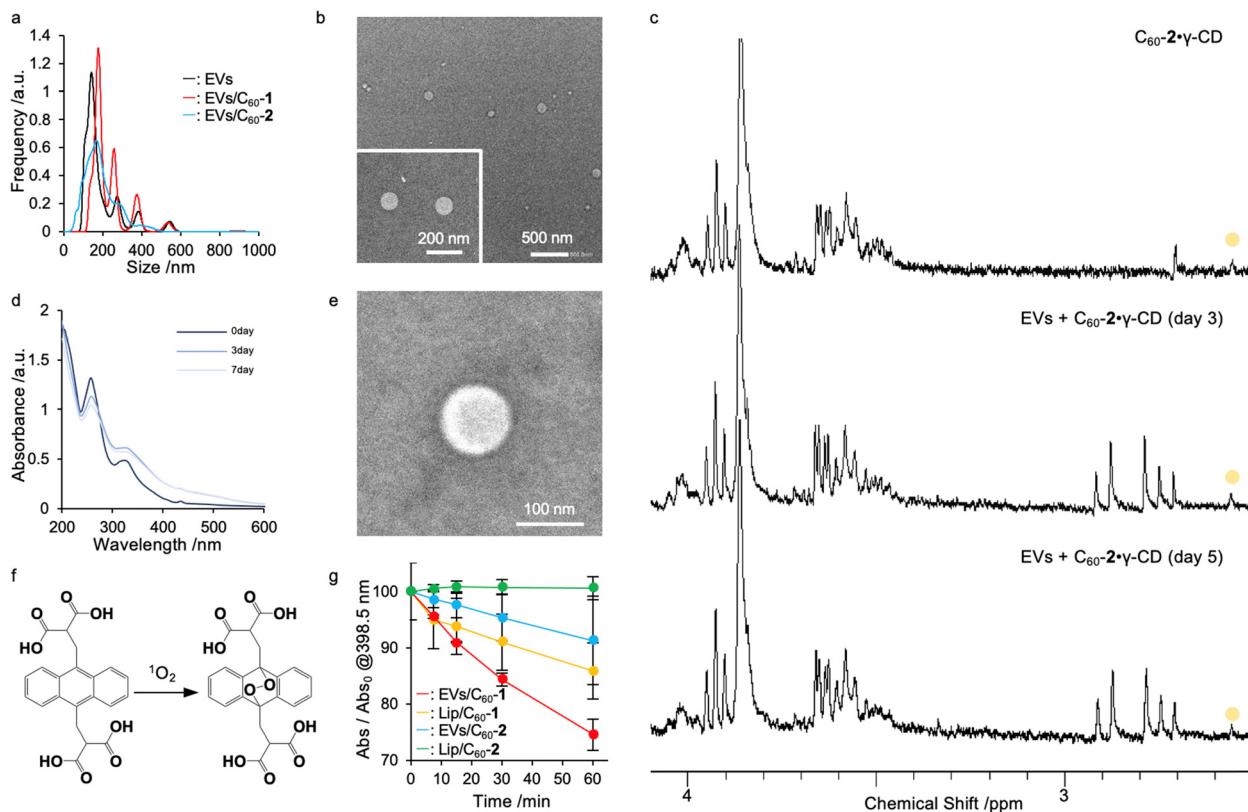 a
1.4
1.2
1
0.8
0.6
0.4
0.2
0
Frequency /a.u.
—: EVs
—: EVs/C₆₀-1
—: EVs/C₆₀-2
0 200 400 600 800 1000
Size /nm
b
200 nm
500 nm
c
C₆₀-2•γ-CD
EVs + C₆₀-2•γ-CD (day 3)
EVs + C₆₀-2•γ-CD (day 5)
4 3
Chemical Shift /ppm
d
2
1.5
1
0.5
0
Absorbance /a.u.
0day
3day
7day
200 300 400 500 600
Wavelength /nm
e
100 nm
f
O OH
HO O
¹O₂
OH
O
HO O
O OH
HO O
O O
OH
O
HO O
g
100
90
80
70
Abs / Abs₀ @398.5 nm
: EVs/C₆₀-1
: Lip/C₆₀-1
: EVs/C₆₀-2
: Lip/C₆₀-2
0 10 20 30 40 50 60
Time /min